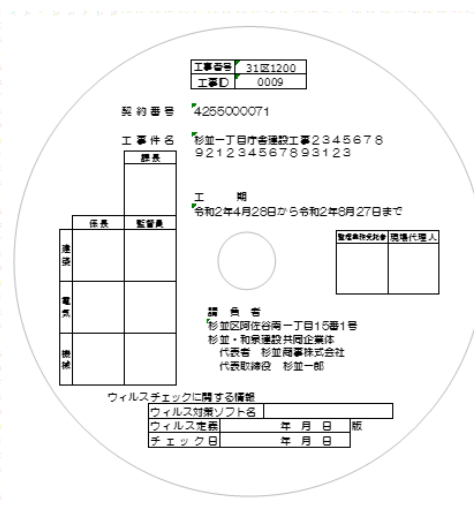 工事番号 31区1200
工事ID 0009
契約番号 4255000071
工事件名 杉並一丁目庁舎建設工事2345678
921234567893123
課長
工 期
令和2年4月28日から令和2年8月27日まで
係長 監督員
監理業務受託者 現場代理人
建築
電気
機械
請負者
杉並区阿佐谷南一丁目15番1号
杉並・和泉建設共同企業体
代表者 杉並商事株式会社
代表取締役 杉並一郎
ウィルスチェックに関する情報
ウィルス対策ソフト名
ウィルス定義 年 月 日 版
チェック日 年 月 日